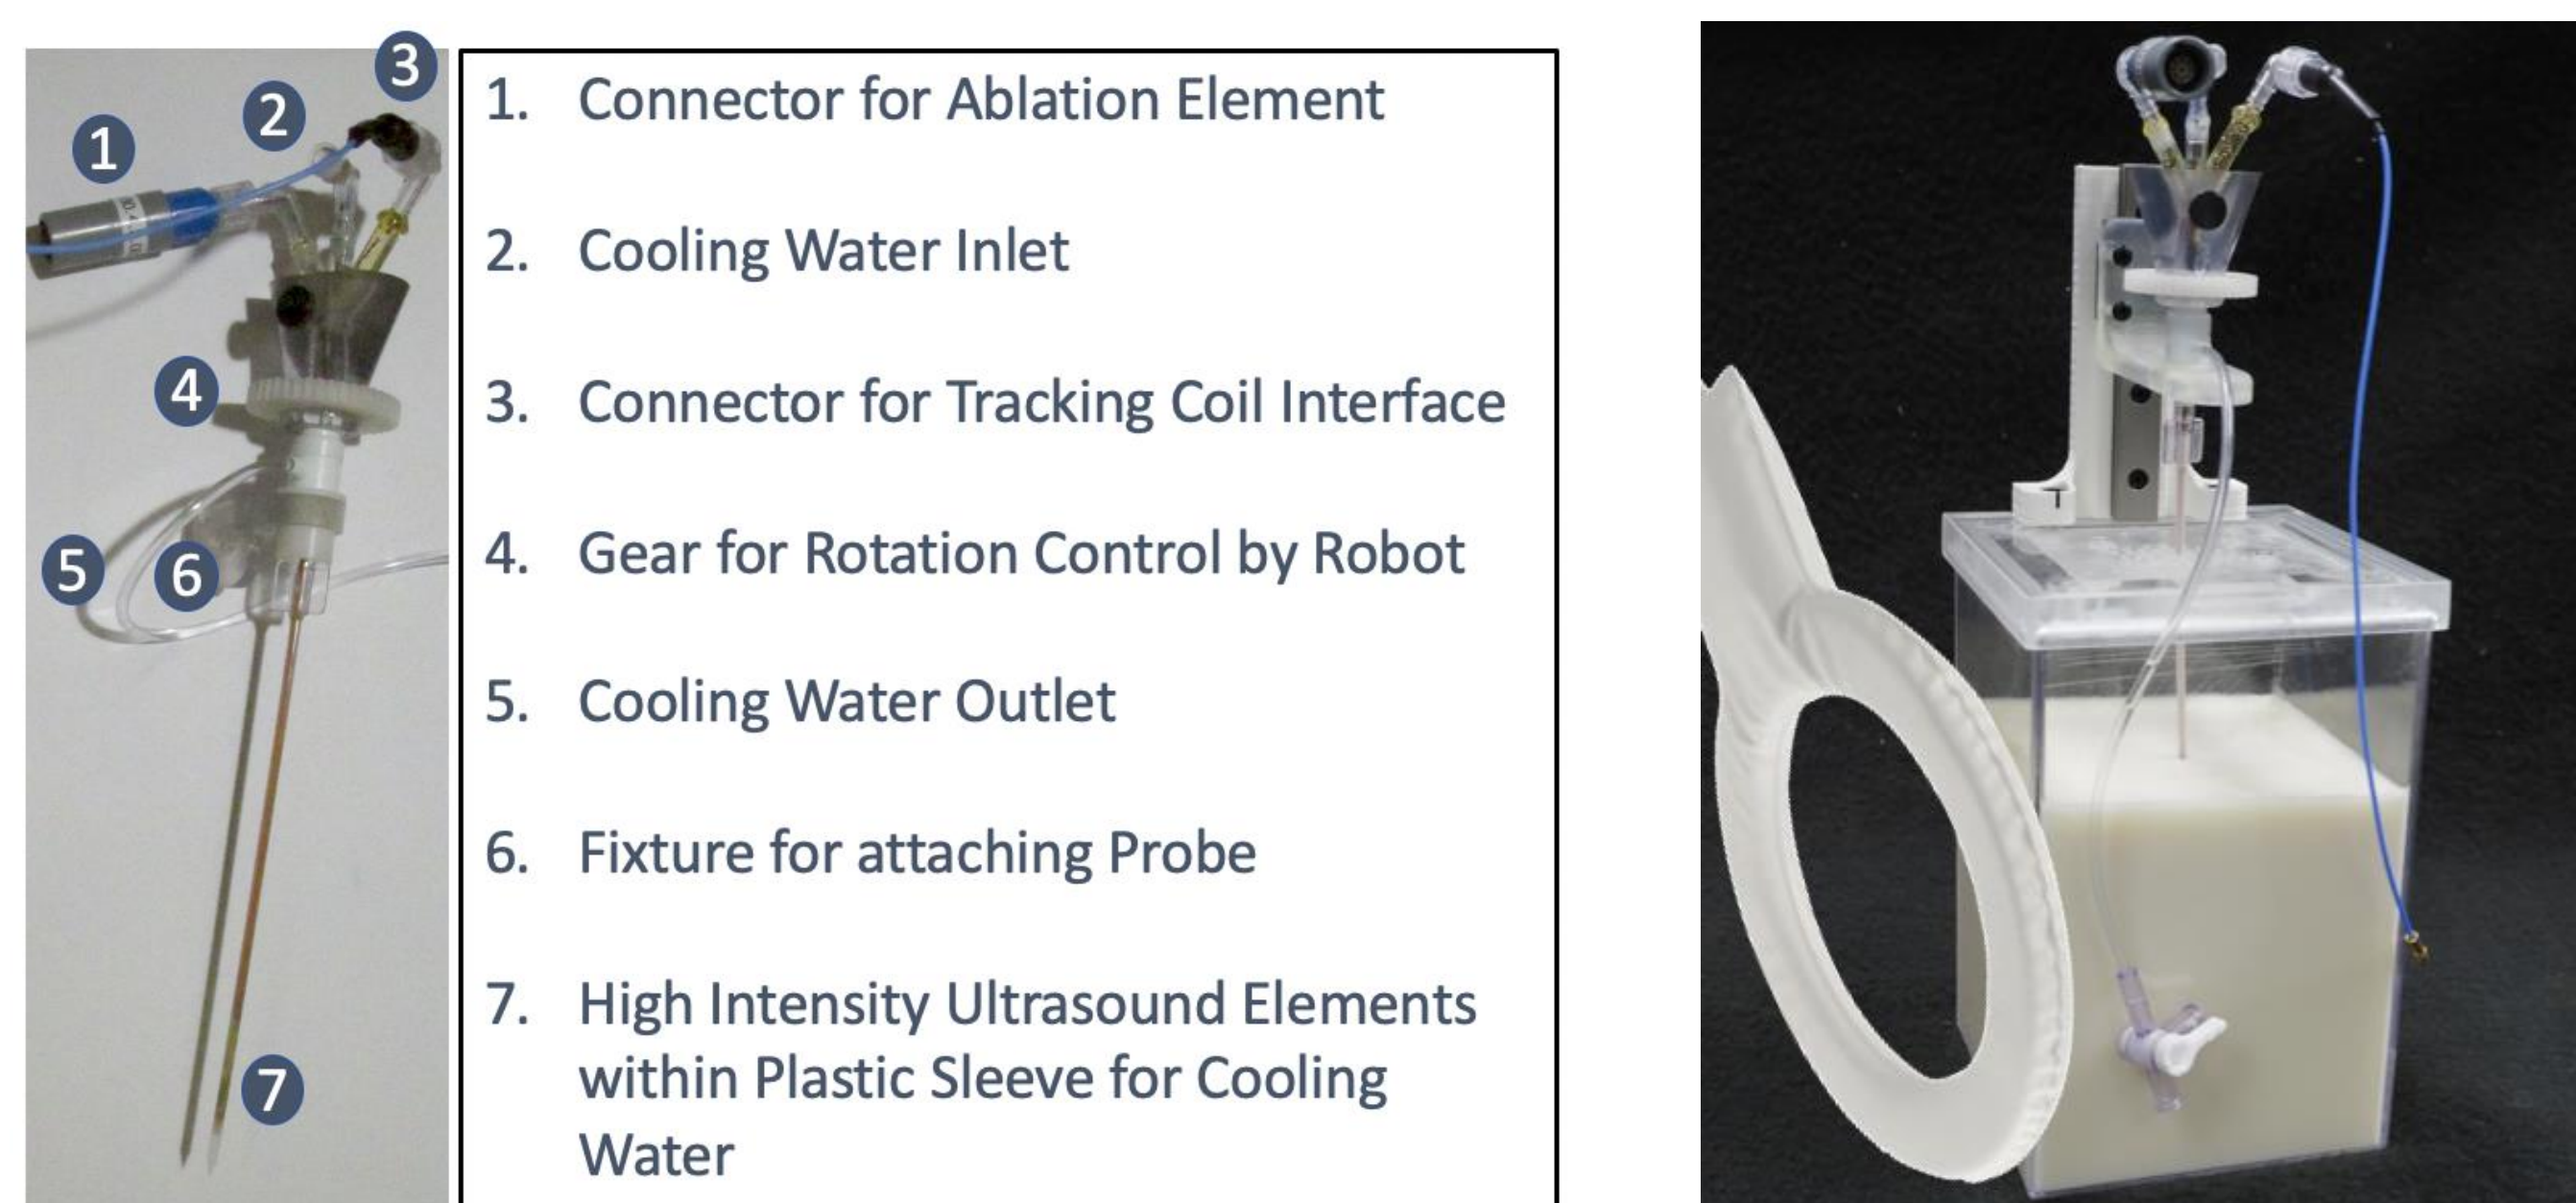 1
2
3
4
5
6
7
1. Connector for Ablation Element
2. Cooling Water Inlet
3. Connector for Tracking Coil Interface
4. Gear for Rotation Control by Robot
5. Cooling Water Outlet
6. Fixture for attaching Probe
7. High Intensity Ultrasound Elements
within Plastic Sleeve for Cooling
Water